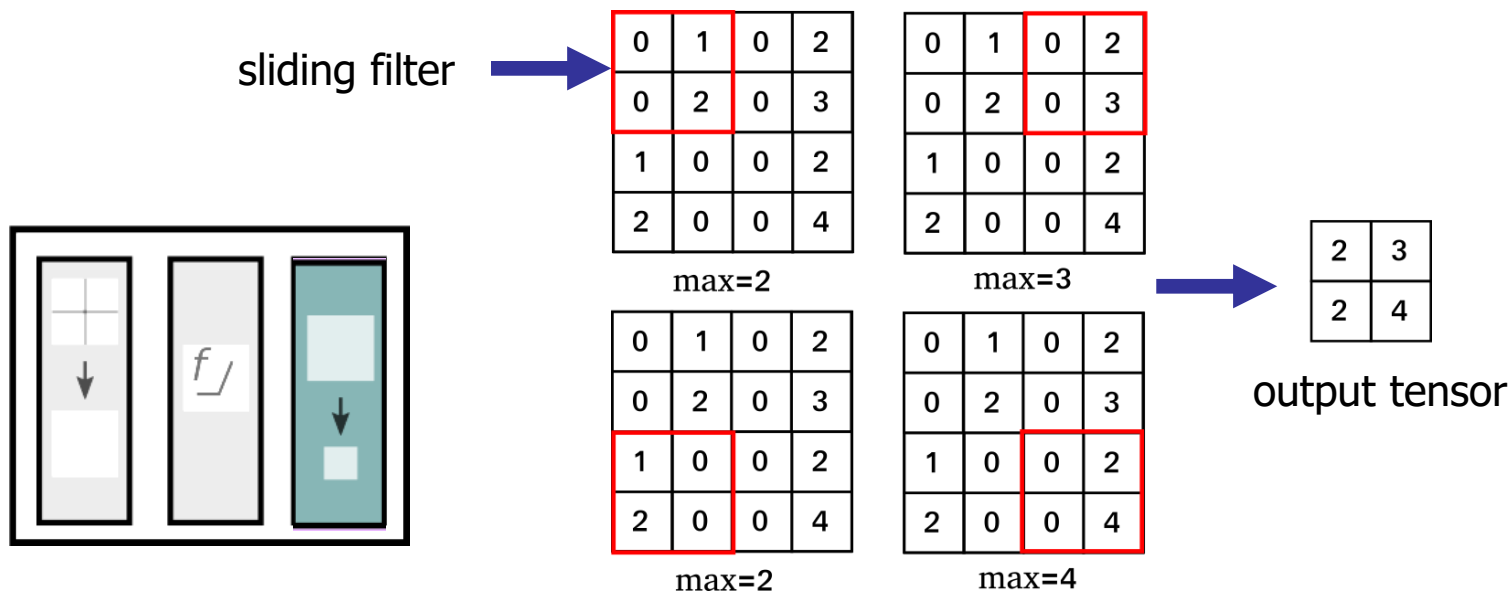 sliding filter
0 1 0 2
0 2 0 3
1 0 0 2
2 0 0 4
max=2
0 1 0 2
0 2 0 3
1 0 0 2
2 0 0 4
max=3
0 1 0 2
0 2 0 3
1 0 0 2
2 0 0 4
max=2
0 1 0 2
0 2 0 3
1 0 0 2
2 0 0 4
max=4
2 3
2 4
output tensor
f